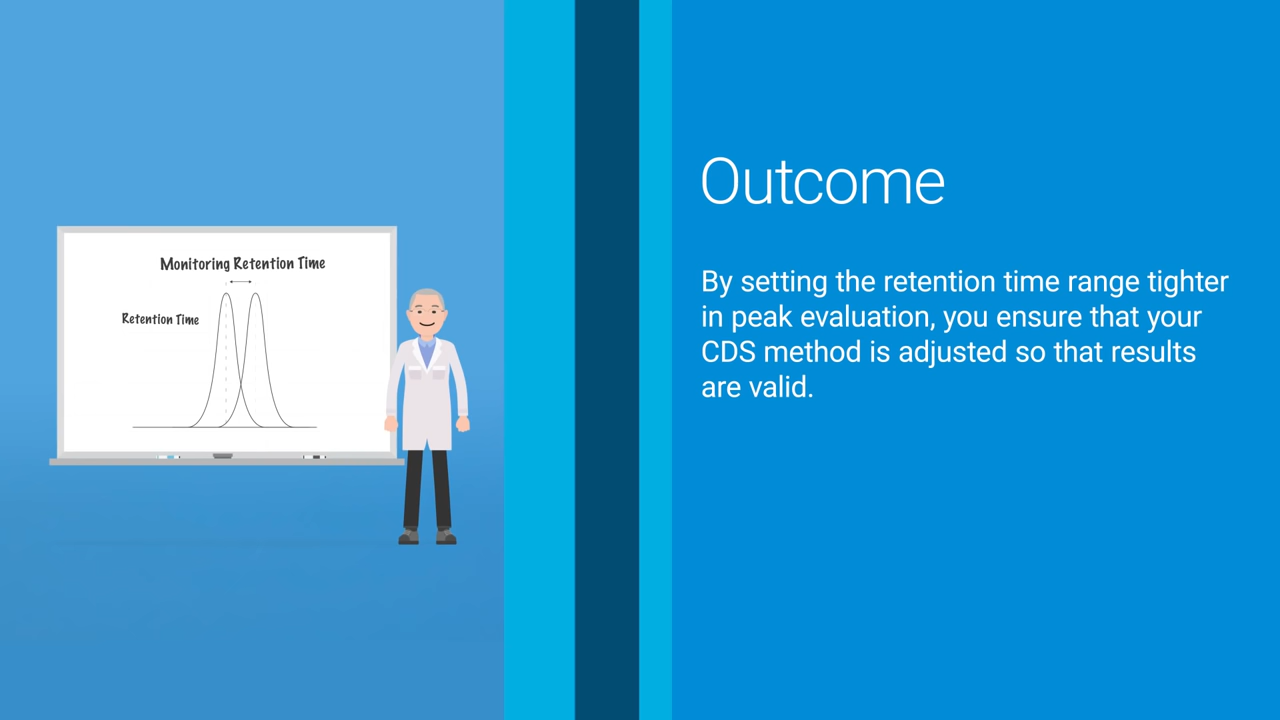 Monitoring Retention Time
Retention Time
Outcome
By setting the retention time range tighter
in peak evaluation, you ensure that your
CDS method is adjusted so that results
are valid.